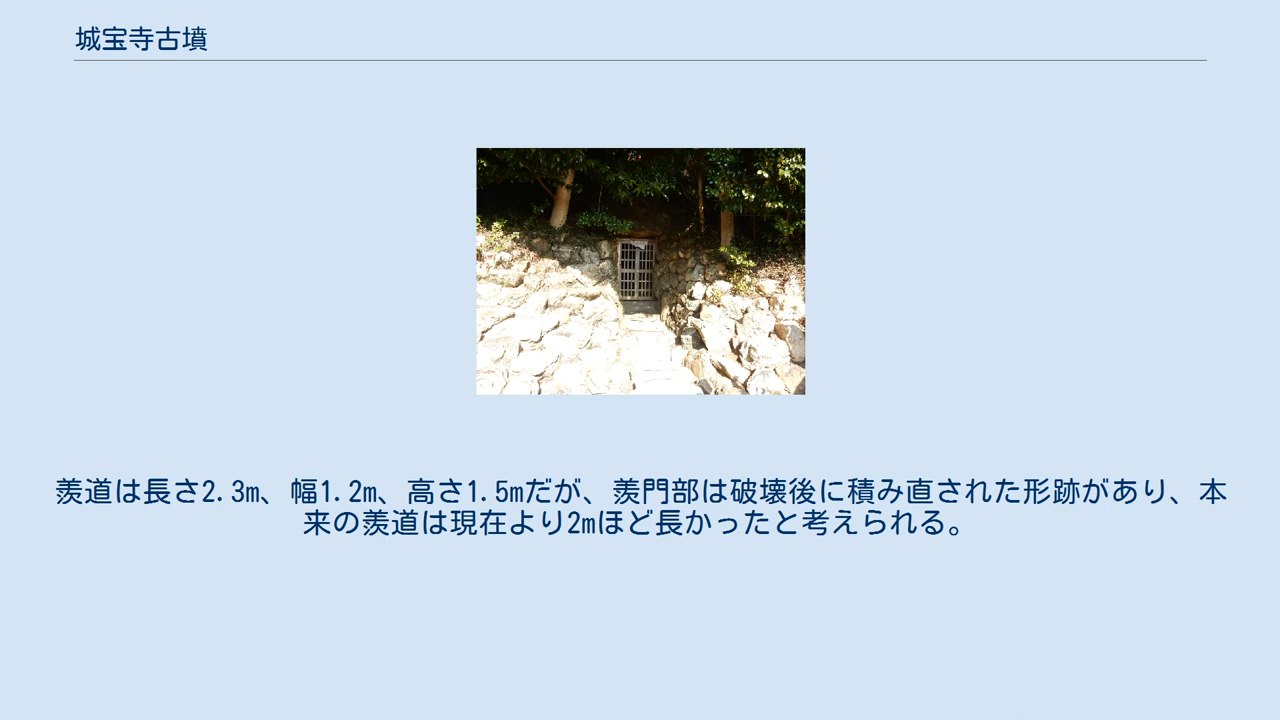 城宝寺古墳
羨道は長さ2.3m、幅1.2m、高さ1.5mだが、羨門部は破壊後に積み直された形跡があり、本
来の羨道は現在より2mほど長かったと考えられる。